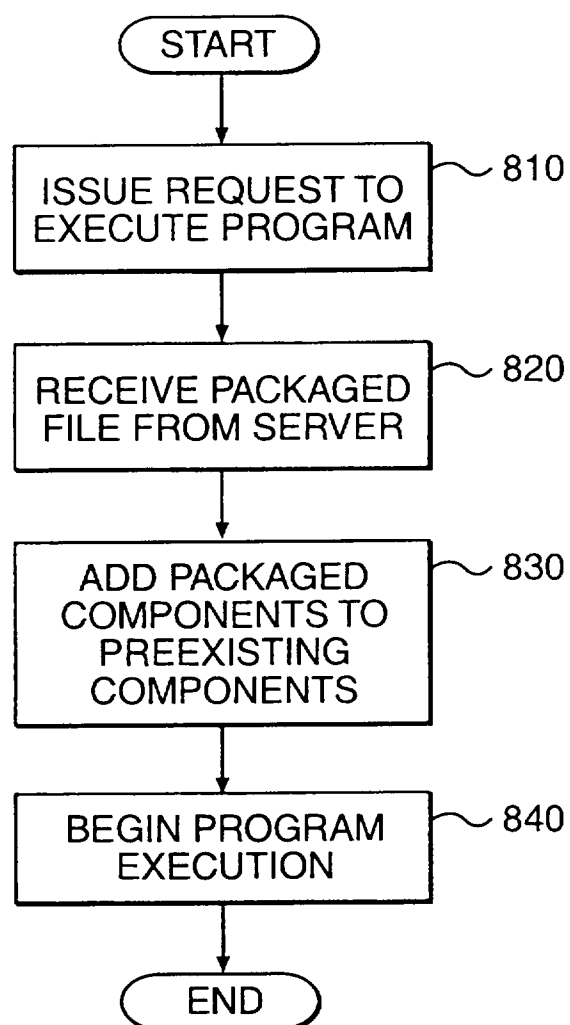 START
ISSUE REQUEST TO
EXECUTE PROGRAM
810
RECEIVE PACKAGED
FILE FROM SERVER
820
ADD PACKAGED
COMPONENTS TO
PREEXISTING
COMPONENTS
830
BEGIN PROGRAM
EXECUTION
840
END